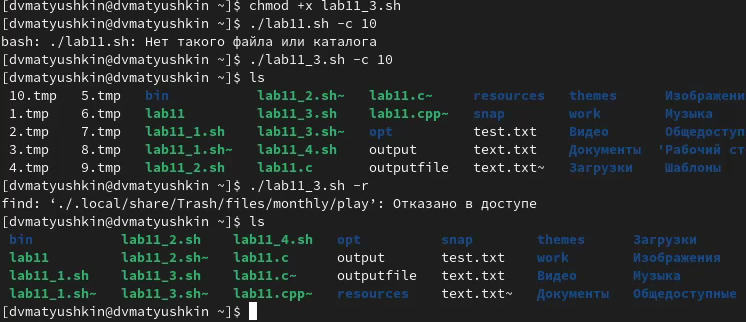 [dvmatyushkin@dvmatyushkin ~]$ chmod +x lab11_3.sh
[dvmatyushkin@dvmatyushkin ~]$ ./lab11.sh -c 10
bash: ./lab11.sh: Нет такого файла или каталога
[dvmatyushkin@dvmatyushkin ~]$ ./lab11_3.sh -c 10
[dvmatyushkin@dvmatyushkin ~]$ ls
10.tmp 5.tmp bin lab11_2.sh~ lab11.c~ resources themes Изображени
1.tmp 6.tmp lab11 lab11_3.sh lab11.cpp~ snap work Музыка
2.tmp 7.tmp lab11_1.sh lab11_3.sh~ opt test.txt Видео Общедоступ
3.tmp 8.tmp lab11_1.sh~ lab11_4.sh output text.txt Документы 'Рабочий ст
4.tmp 9.tmp lab11_2.sh lab11.c outputfile text.txt~ Загрузки Шаблоны
[dvmatyushkin@dvmatyushkin ~]$ ./lab11_3.sh -r
find: ‘./.local/share/Trash/files/monthly/play’: Отказано в доступе
[dvmatyushkin@dvmatyushkin ~]$ ls
bin lab11_2.sh lab11_4.sh opt snap themes Загрузки
lab11 lab11_2.sh~ lab11.c output test.txt work Изображения
lab11_1.sh lab11_3.sh lab11.c~ outputfile text.txt Видео Музыка
lab11_1.sh~ lab11_3.sh~ lab11.cpp~ resources text.txt~ Документы Общедоступные
[dvmatyushkin@dvmatyushkin ~]$